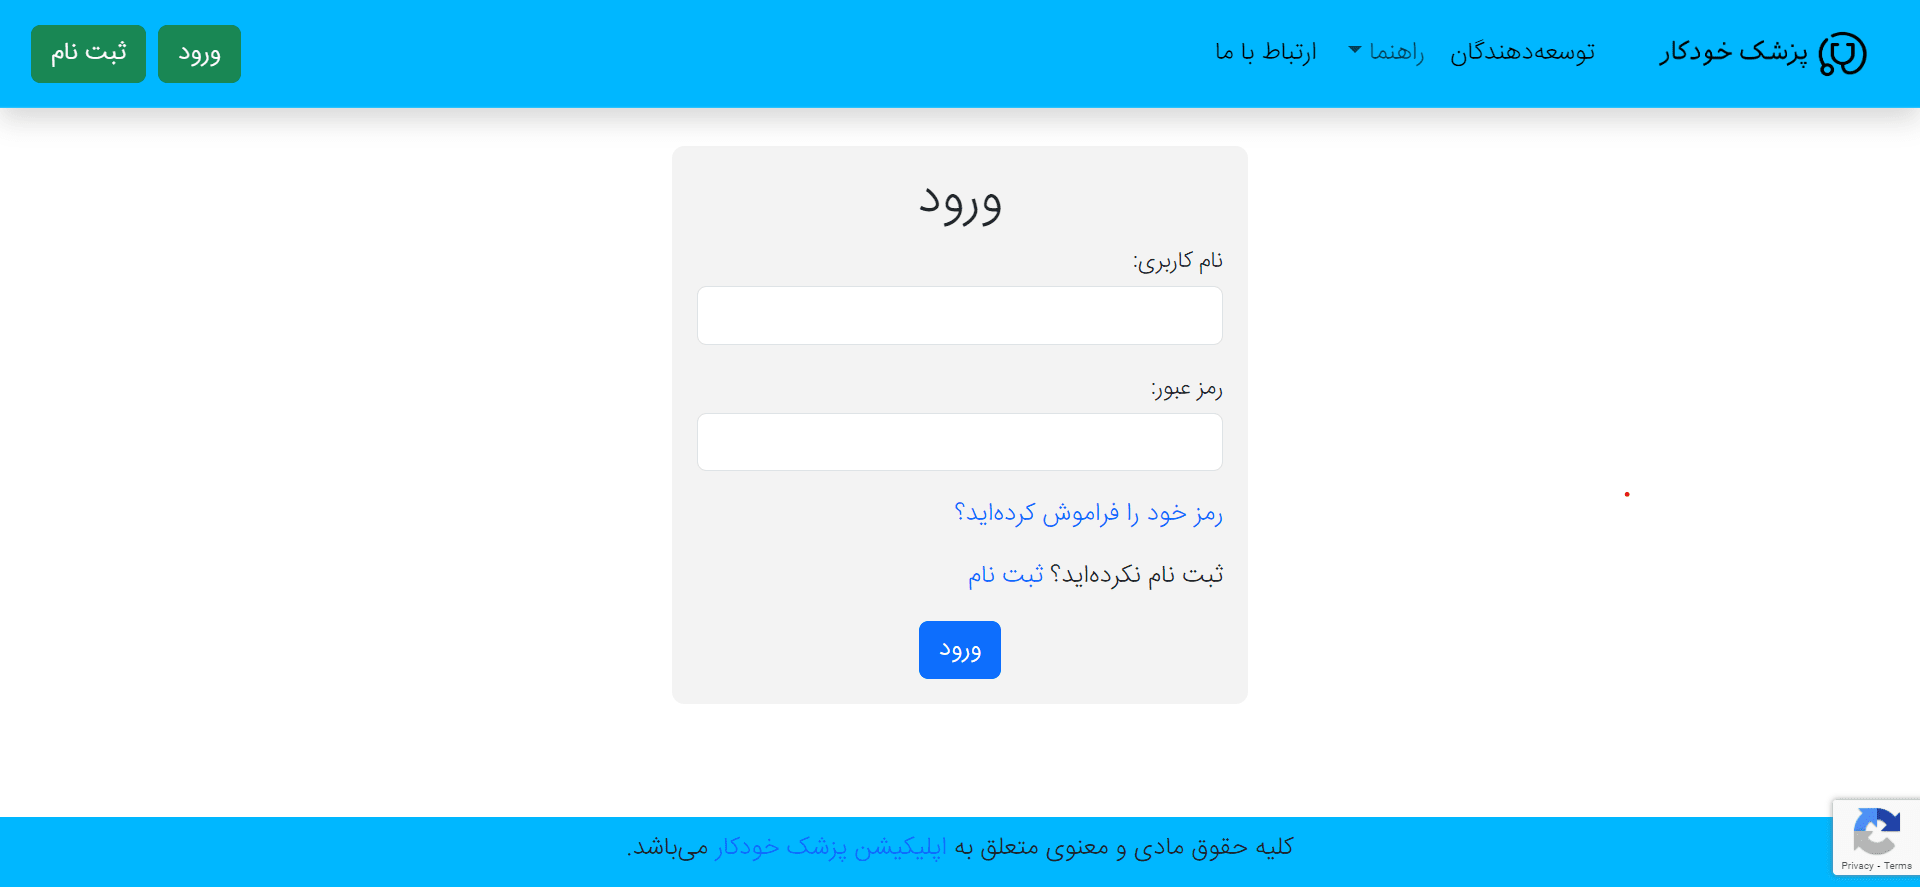 پزشک خودکار
توسعه‌دهندگان
راهنما
ارتباط با ما
ورود
ثبت نام
ورود
نام کاربری:
رمز عبور:
رمز خود را فراموش کرده‌اید؟
ثبت نام نکرده‌اید؟ ثبت نام
ورود
کلیه حقوق مادی و معنوی متعلق به اپلیکیشن پزشک خودکار می‌باشد.
Privacy - Terms